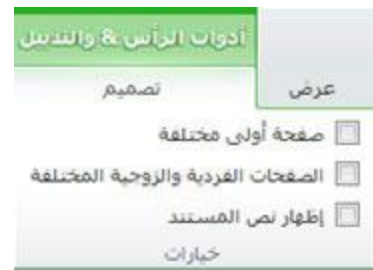 أدوات الرأس & والتذييل
عرض
تصميم
صفحة أولى مختلفة
الصفحات الفردية والزوجية المختلفة
إظهار نص المستند
خيارات